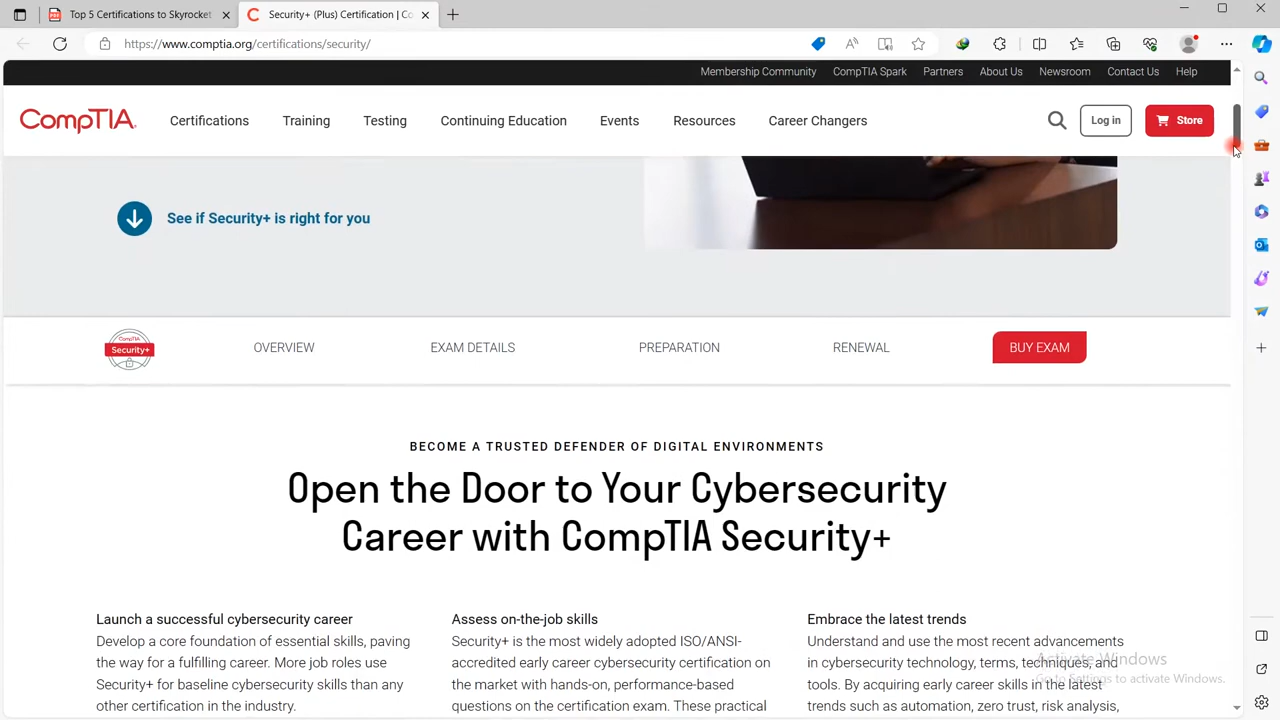 Top 5 Certifications to Skyrocket
Security+ (Plus) Certification | Co
https://www.comptia.org/certifications/security/
Membership Community CompTIA Spark Partners About Us Newsroom Contact Us Help
CompTIA. Certifications Training Testing Continuing Education Events Resources Career Changers Log in Store
See if Security+ is right for you
CompTIA
Security+
OVERVIEW EXAM DETAILS PREPARATION RENEWAL BUY EXAM
BECOME A TRUSTED DEFENDER OF DIGITAL ENVIRONMENTS
Open the Door to Your Cybersecurity
Career with CompTIA Security+
Launch a successful cybersecurity career
Develop a core foundation of essential skills, paving
the way for a fulfilling career. More job roles use
Security+ for baseline cybersecurity skills than any
other certification in the industry.
Assess on-the-job skills
Security+ is the most widely adopted ISO/ANSI-
accredited early career cybersecurity certification on
the market with hands-on, performance-based
questions on the certification exam. These practical
Embrace the latest trends
Understand and use the most recent advancements
in cybersecurity technology, terms, techniques, and
tools. By acquiring early career skills in the latest
trends such as automation, zero trust, risk analysis,
Activate Windows
Go to Settings to activate Windows.